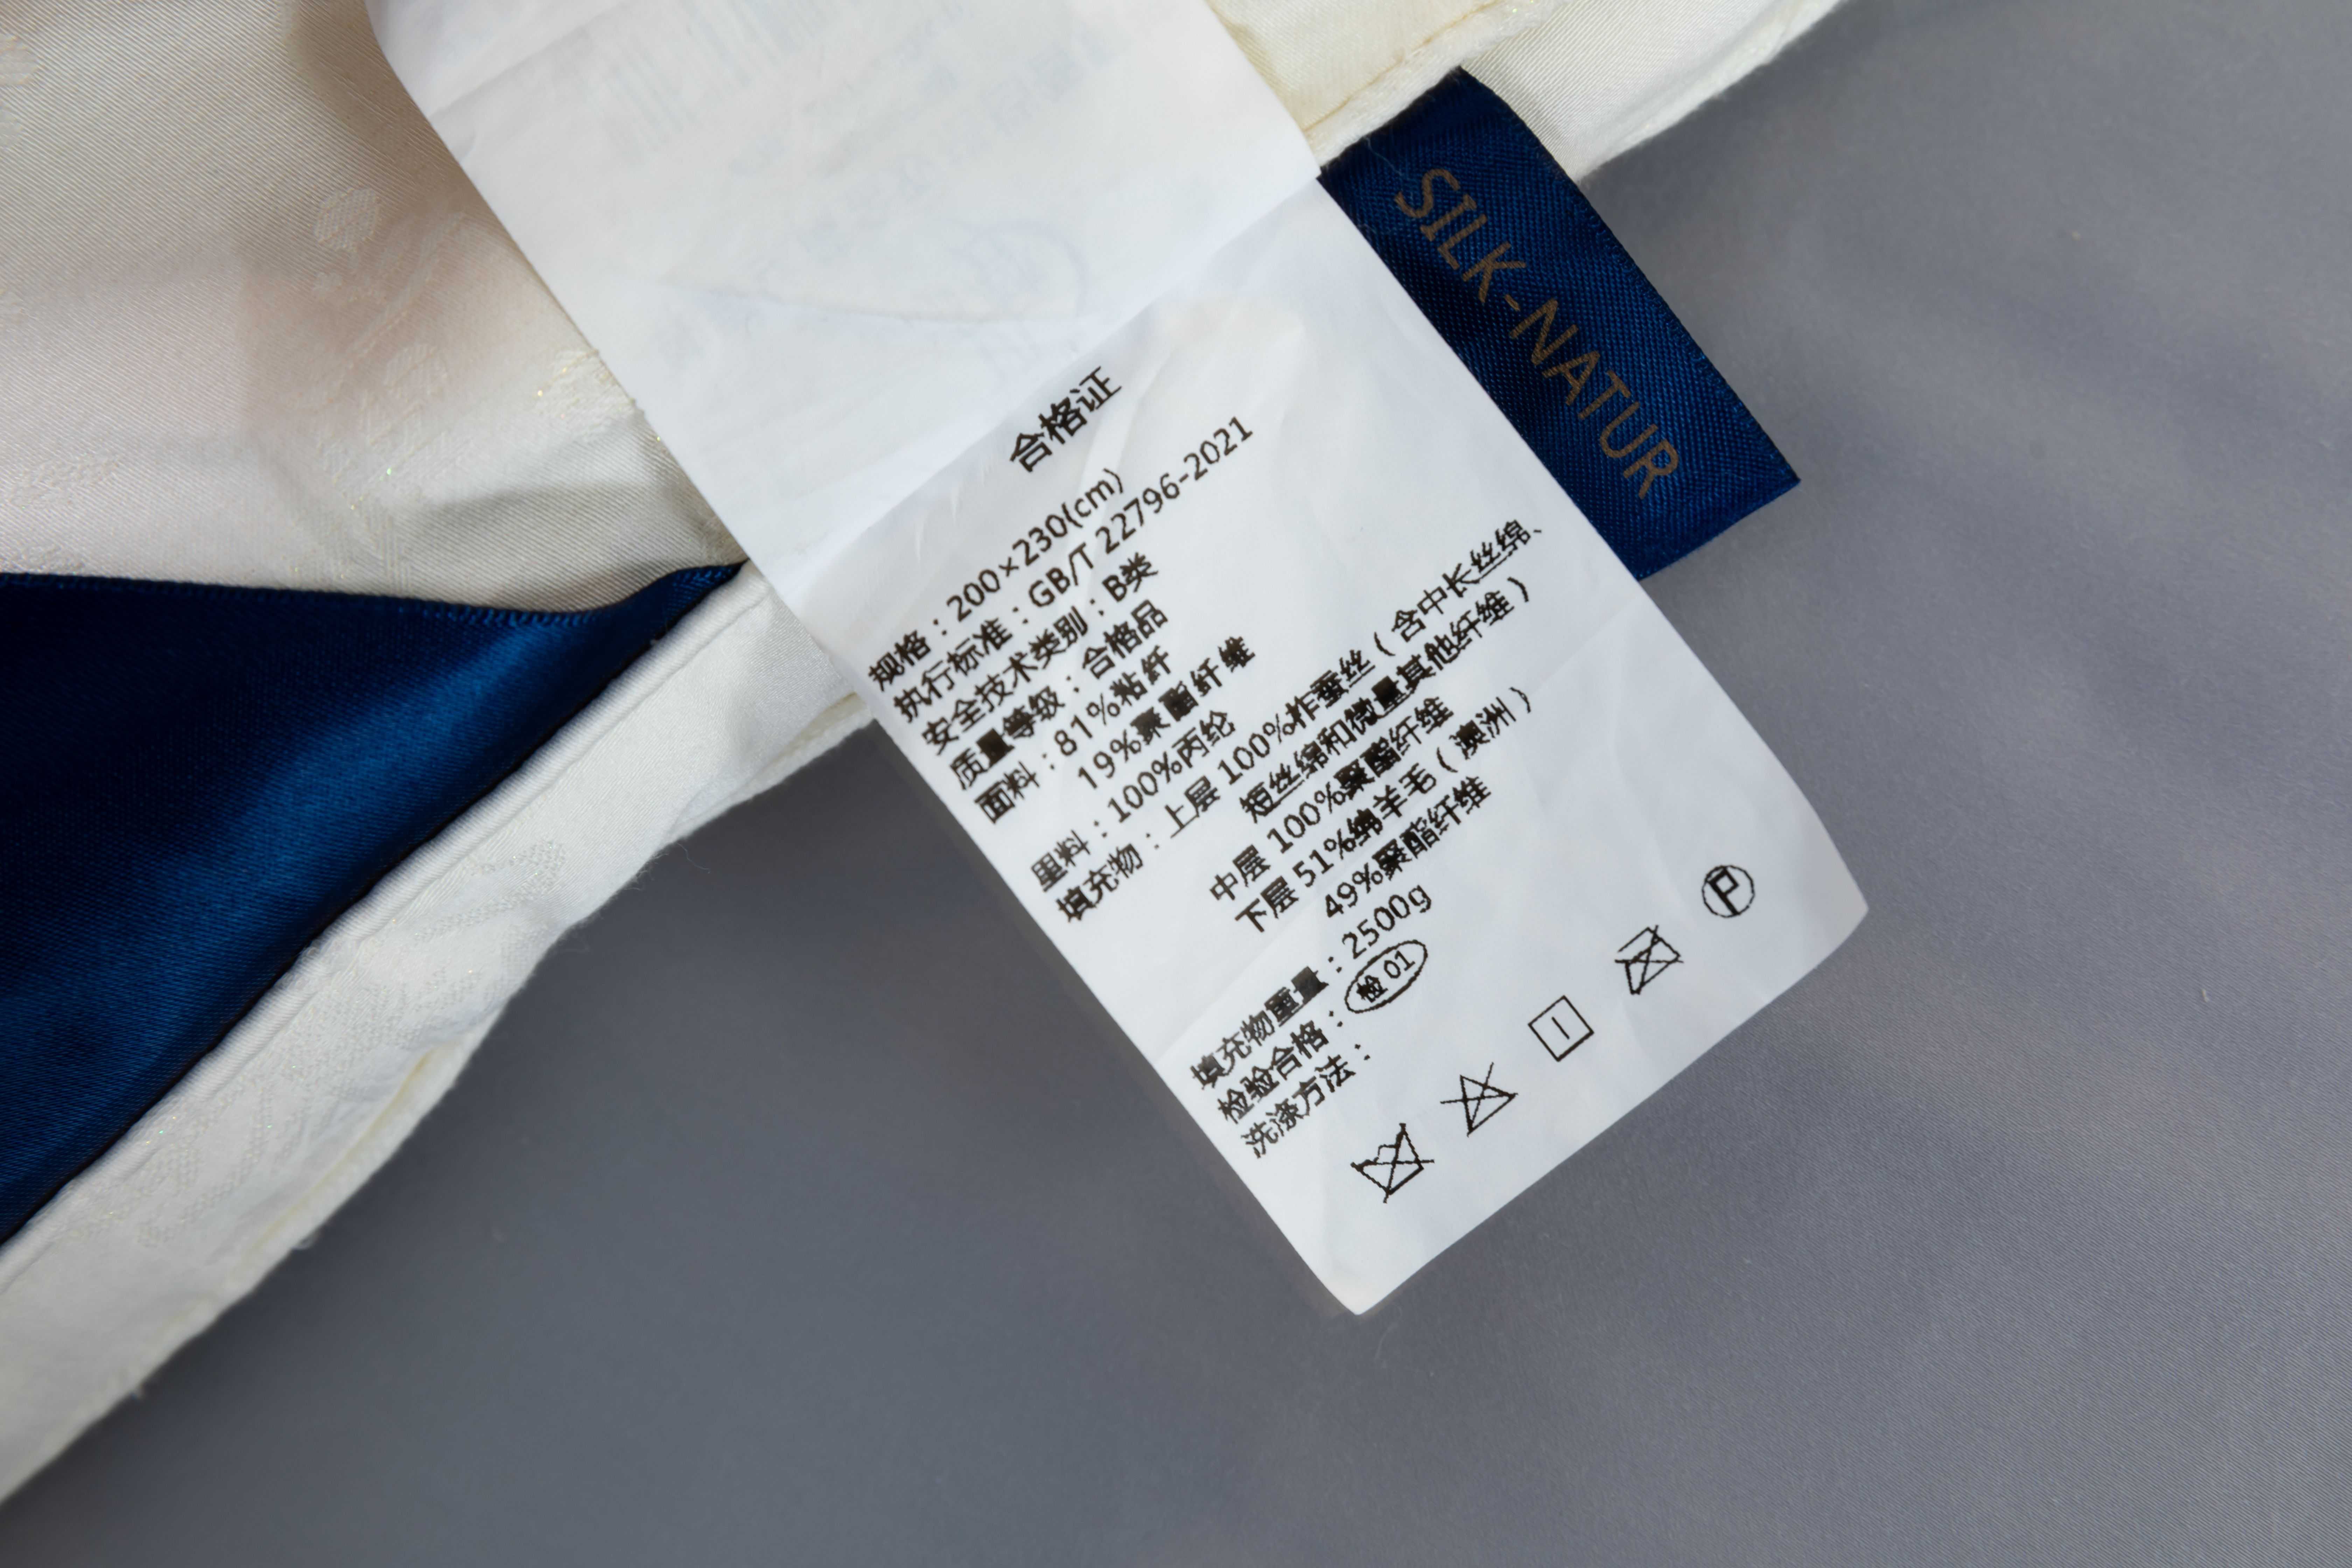 SILK-NATUR
合格证
规格：200×230(cm)
执行标准：GB/T 22796-2021
安全技术类别：B类
质量等级：合格品
面料：81%粘纤
19%聚酯纤维
里料：100%丙纶
填充物：上层 100%柞蚕丝（含中长丝绵、
短丝绵和微量其他纤维）
中层 100%聚酯纤维
下层 51%绵羊毛（澳洲）
49%聚酯纤维
填充物重量：2500g
检验合格：检 01
洗涤方法：
P